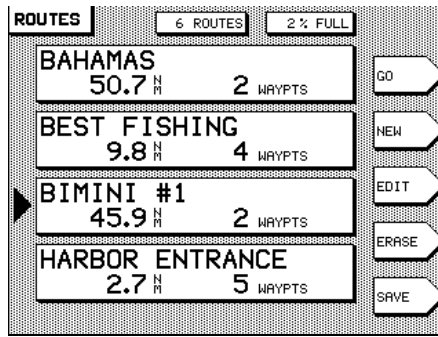 ROUTES
6 ROUTES
2% FULL
BAHAMAS
50.7 NM 2 WAYPTS
GO
BEST FISHING
9.8 NM 4 WAYPTS
NEW
BIMINI #1
45.9 NM 2 WAYPTS
EDIT
HARBOR ENTRANCE
2.7 NM 5 WAYPTS
ERASE
SAVE